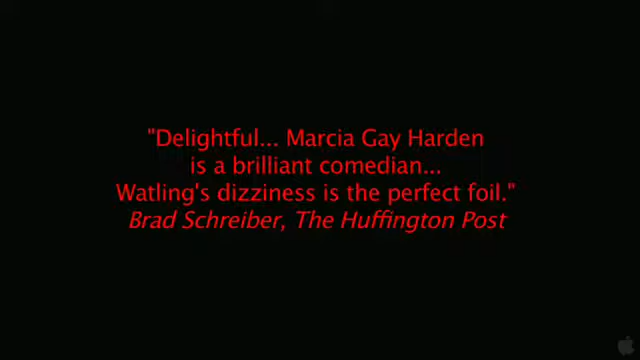 "Delightful... Marcia Gay Harden
is a brilliant comedian...
Watling's dizziness is the perfect foil."
Brad Schreiber, The Huffington Post